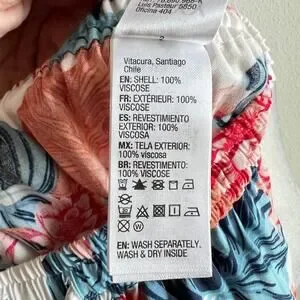 Luis Pasteur 5850
Oficina 404
Vitacura, Santiago
Chile
EN: SHELL: 100%
VISCOSE
FR: EXTÉRIEUR: 100%
VISCOSE
ES: REVESTIMIENTO
EXTERIOR: 100%
VISCOSA
MX: TELA EXTERIOR:
100% viscosa
BR: REVESTIMENTO:
100% VISCOSE
EN: WASH SEPARATELY.
WASH & DRY INSIDE